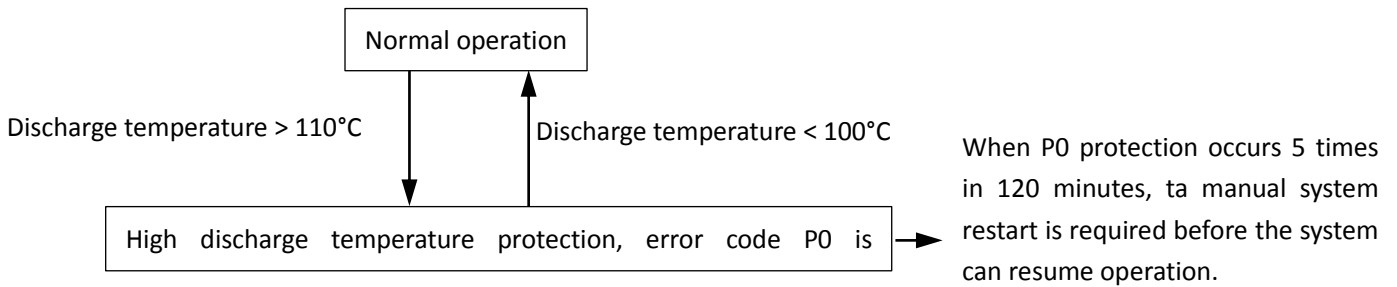 Normal operation
Discharge temperature > 110°C
Discharge temperature < 100°C
High discharge temperature protection, error code P0 is
When P0 protection occurs 5 times
in 120 minutes, ta manual system
restart is required before the system
can resume operation.